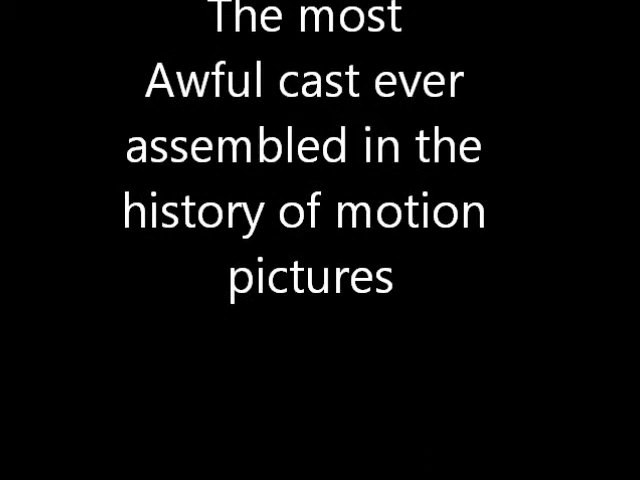 The most
Awful cast ever
assembled in the
history of motion
pictures